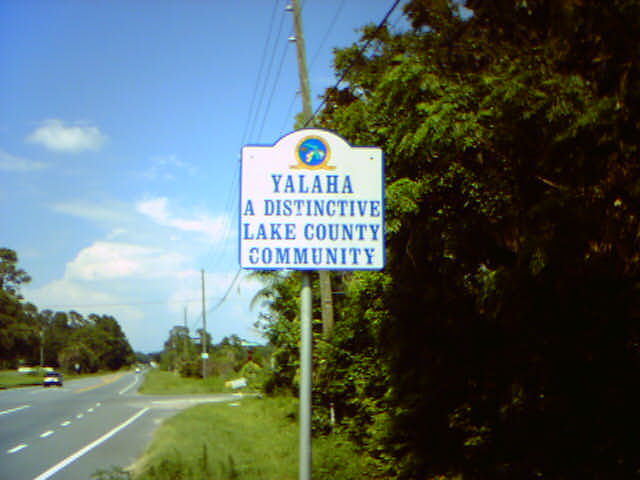 YALAHA
A DISTINCTIVE
LAKE COUNTY
COMMUNITY